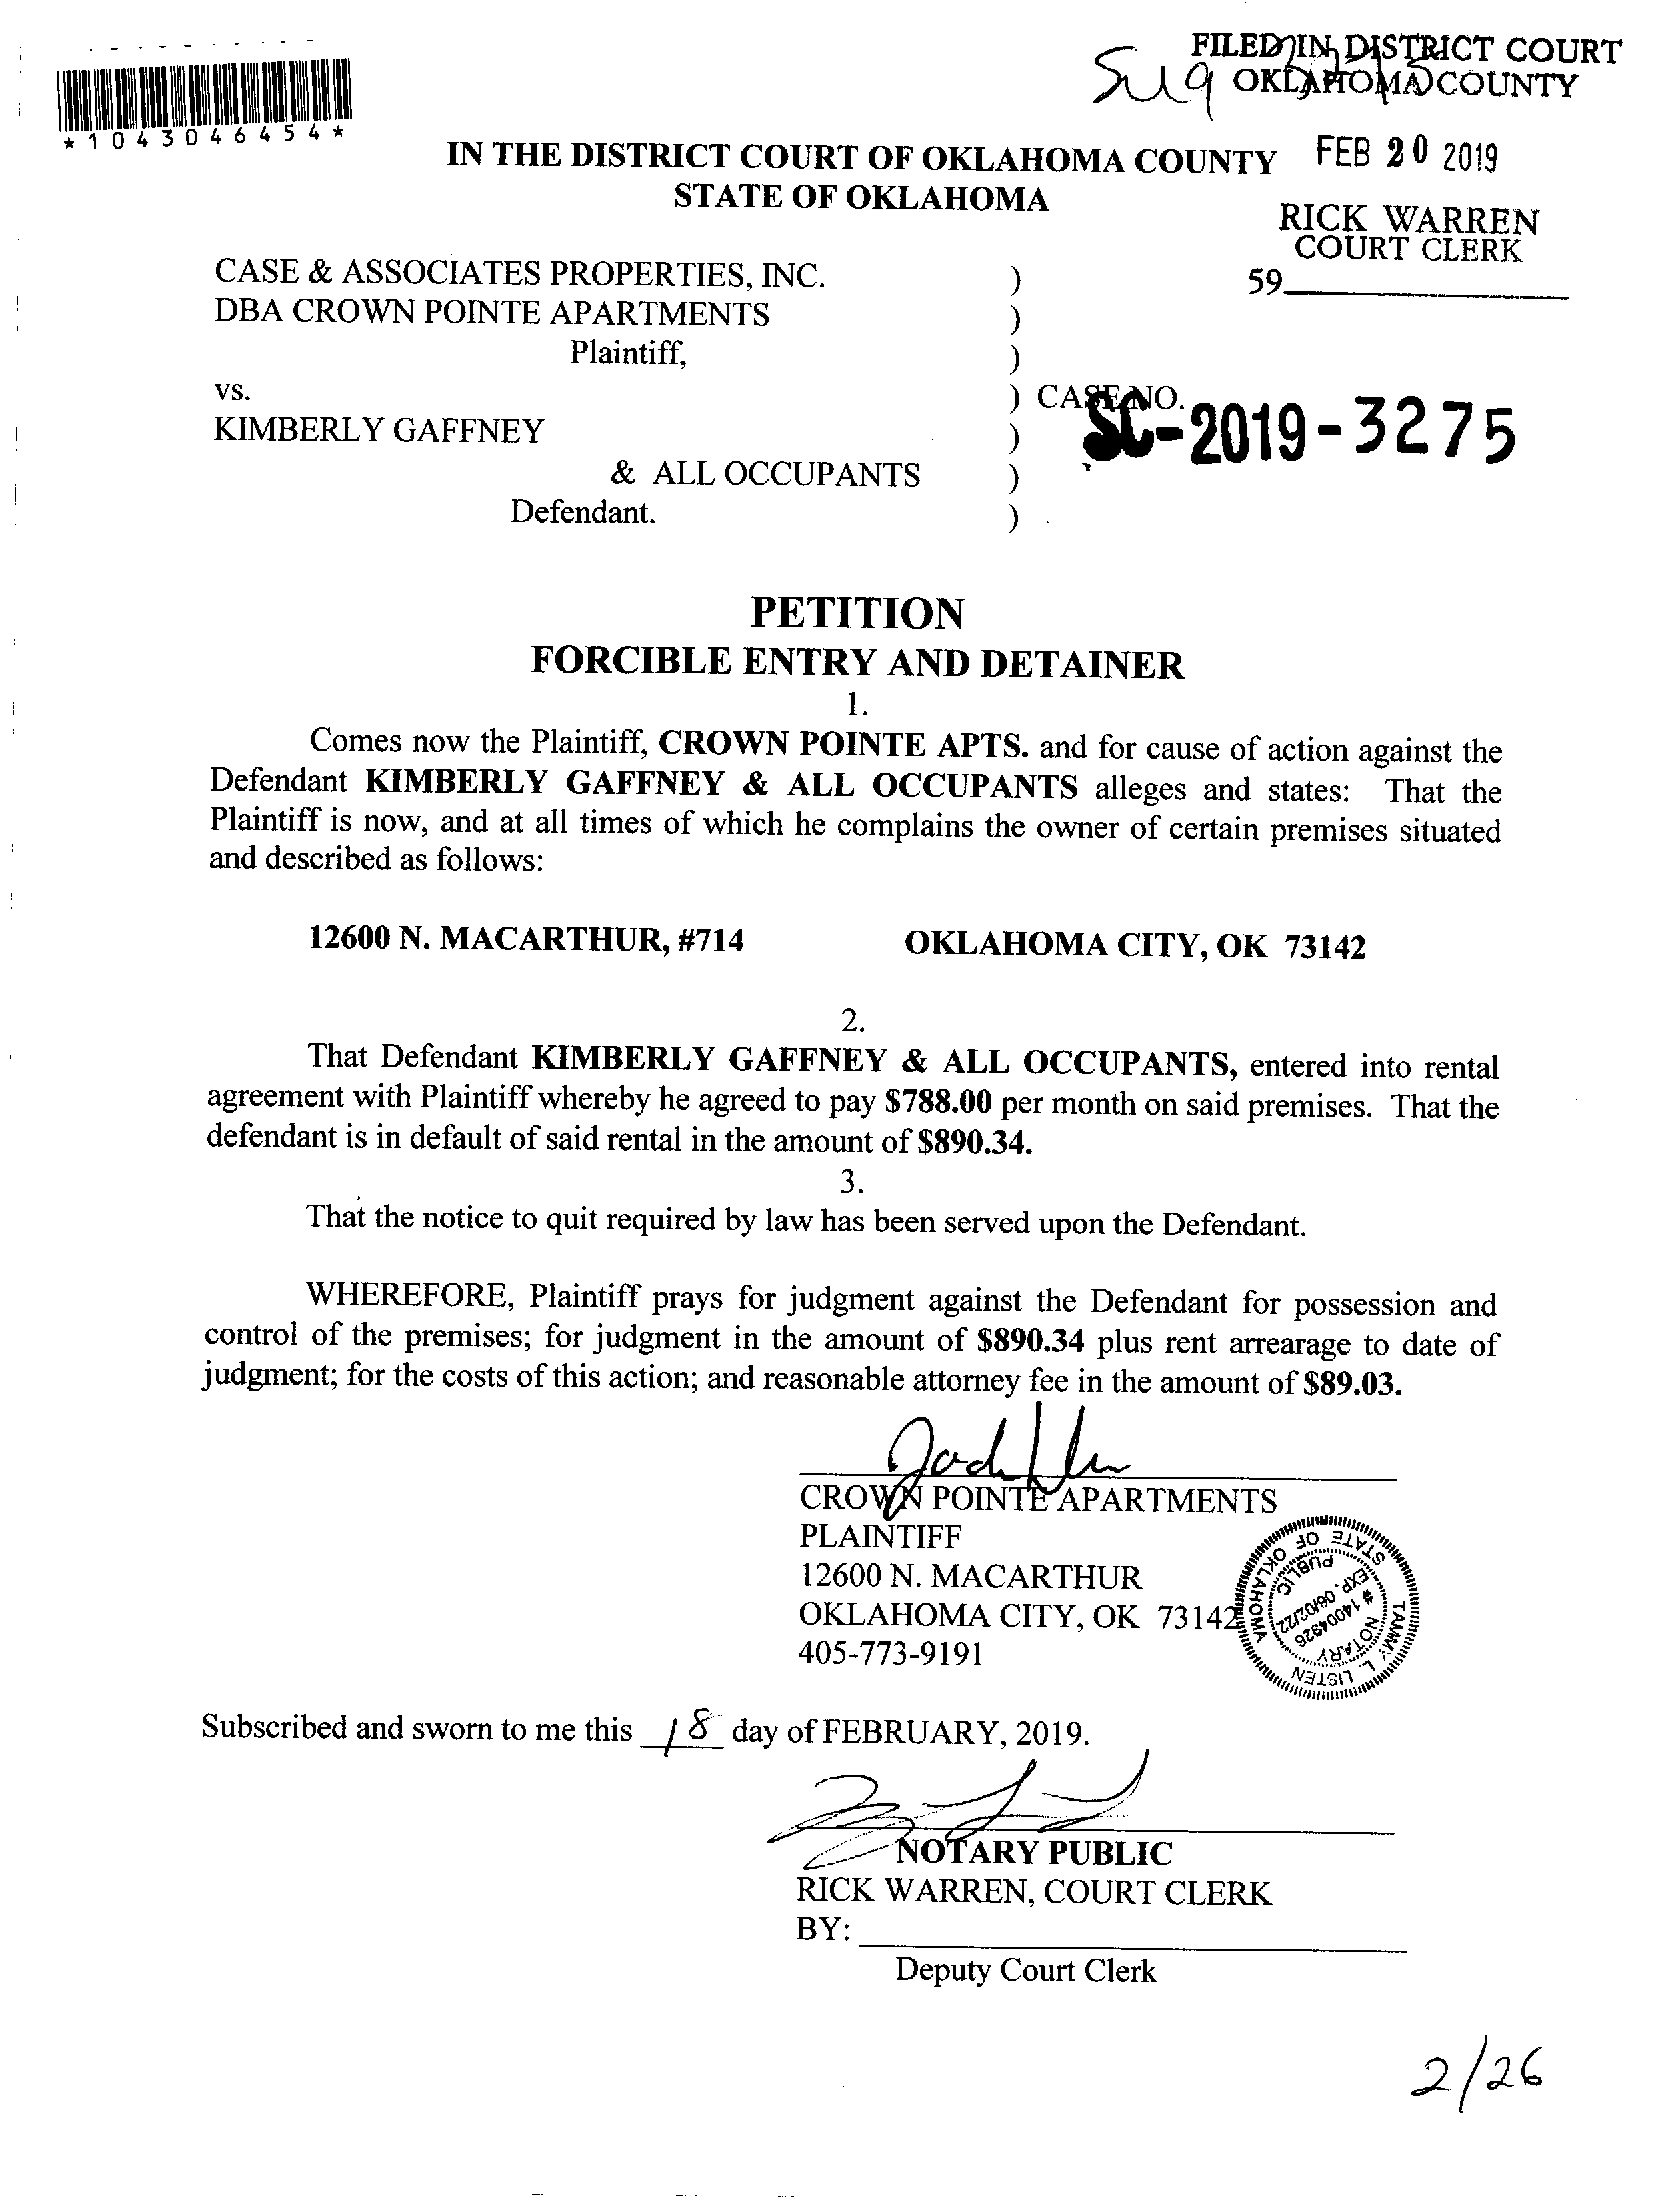 FILED IN DISTRICT COURT
OKLAHOMA COUNTY
*1043046454*
IN THE DISTRICT COURT OF OKLAHOMA COUNTY
FEB 20 2019
STATE OF OKLAHOMA
RICK WARREN
COURT CLERK
59
CASE & ASSOCIATES PROPERTIES, INC. )
DBA CROWN POINTE APARTMENTS )
Plaintiff, )
vs. ) CASE NO.
SC-2019-3275
KIMBERLY GAFFNEY )
& ALL OCCUPANTS )
Defendant. )
PETITION
FORCIBLE ENTRY AND DETAINER
1.
Comes now the Plaintiff, CROWN POINTE APTS. and for cause of action against the
Defendant KIMBERLY GAFFNEY & ALL OCCUPANTS alleges and states: That the
Plaintiff is now, and at all times of which he complains the owner of certain premises situated
and described as follows:
12600 N. MACARTHUR, #714 OKLAHOMA CITY, OK 73142
2.
That Defendant KIMBERLY GAFFNEY & ALL OCCUPANTS, entered into rental
agreement with Plaintiff whereby he agreed to pay $788.00 per month on said premises. That the
defendant is in default of said rental in the amount of $890.34.
3.
That the notice to quit required by law has been served upon the Defendant.
WHEREFORE, Plaintiff prays for judgment against the Defendant for possession and
control of the premises; for judgment in the amount of $890.34 plus rent arrearage to date of
judgment; for the costs of this action; and reasonable attorney fee in the amount of $89.03.
CROWN POINTE APARTMENTS
PLAINTIFF
12600 N. MACARTHUR
OKLAHOMA CITY, OK 73142
405-773-9191
TAMMY L. LISTEN
STATE OF OKLAHOMA
NOTARY
# 14004926
EXP. 06/02/22
PUBLIC
Subscribed and sworn to me this 18 day of FEBRUARY, 2019.
NOTARY PUBLIC
RICK WARREN, COURT CLERK
BY:
Deputy Court Clerk
2/26